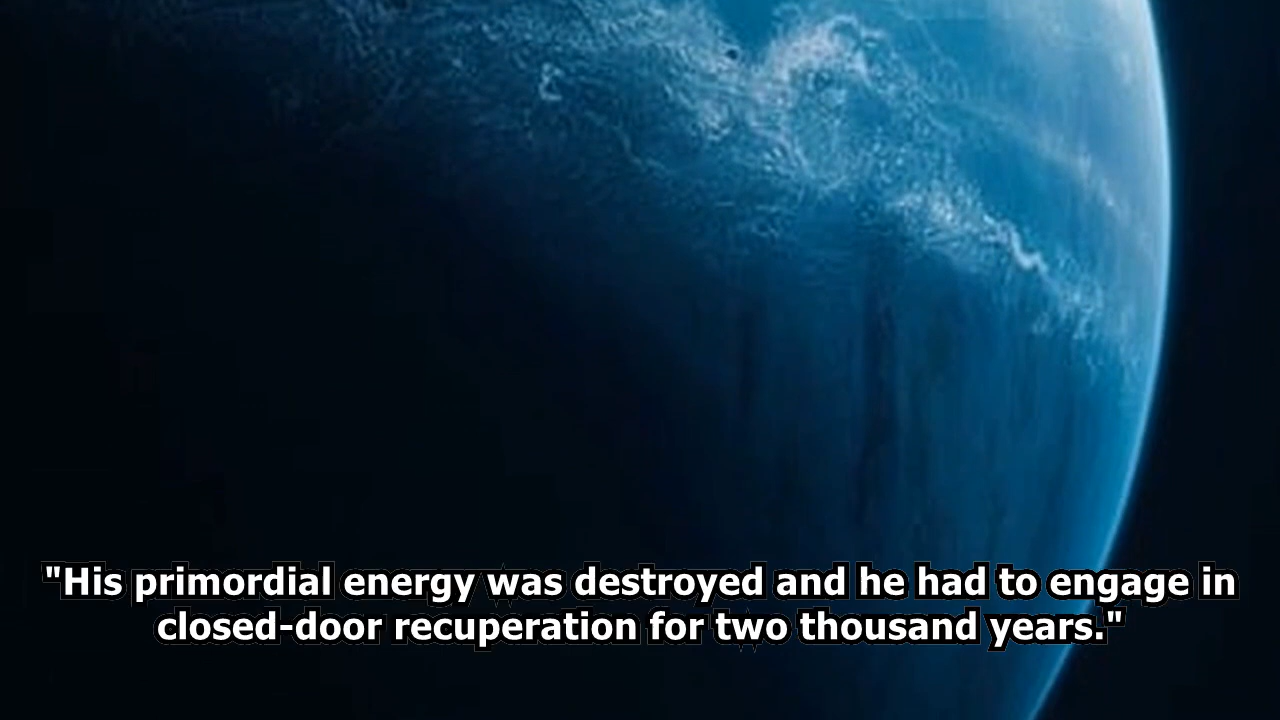 "His primordial energy was destroyed and he had to engage in
closed-door recuperation for two thousand years."